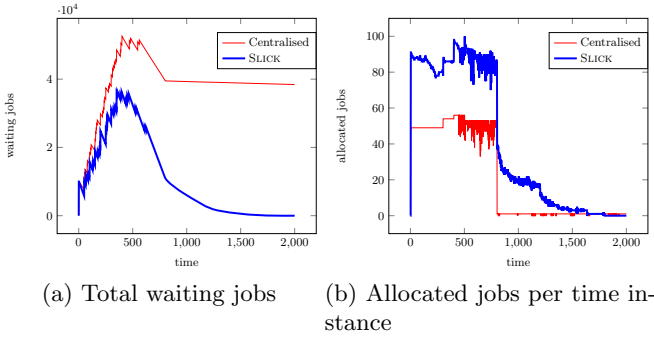 ·10^4
Centralised
SLICK
6
4
2
0
waiting jobs
0
500
1,000
1,500
2,000
time
(a) Total waiting jobs
Centralised
SLICK
100
80
60
40
20
0
allocated jobs
0
500
1,000
1,500
2,000
time
(b) Allocated jobs per time in-
stance